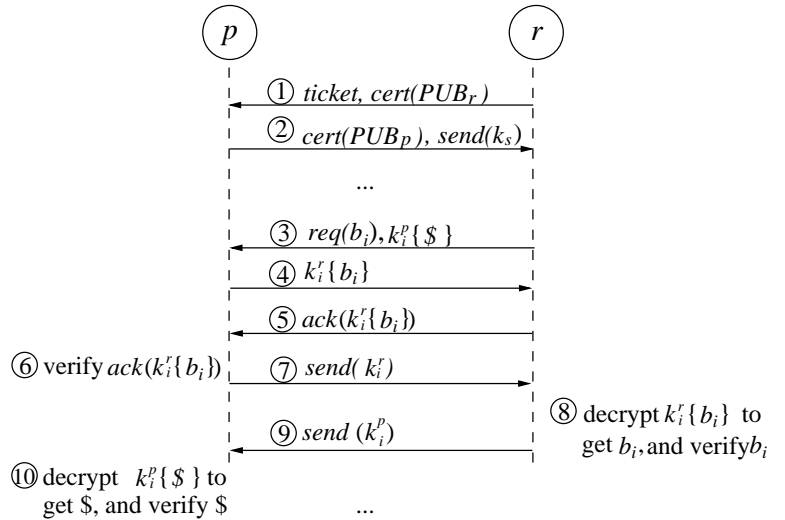 p r
① ticket, cert(PUB_r)
② cert(PUB_p), send(k_s)
...
③ req(b_i), k_i^p{$}
④ k_i^r{b_i}
⑤ ack(k_i^r{b_i})
⑥ verify ack(k_i^r{b_i})
⑦ send( k_i^r)
⑧ decrypt k_i^r{b_i} to
get b_i, and verify b_i
⑨ send (k_i^p)
⑩ decrypt k_i^p{$} to
get $, and verify $
...